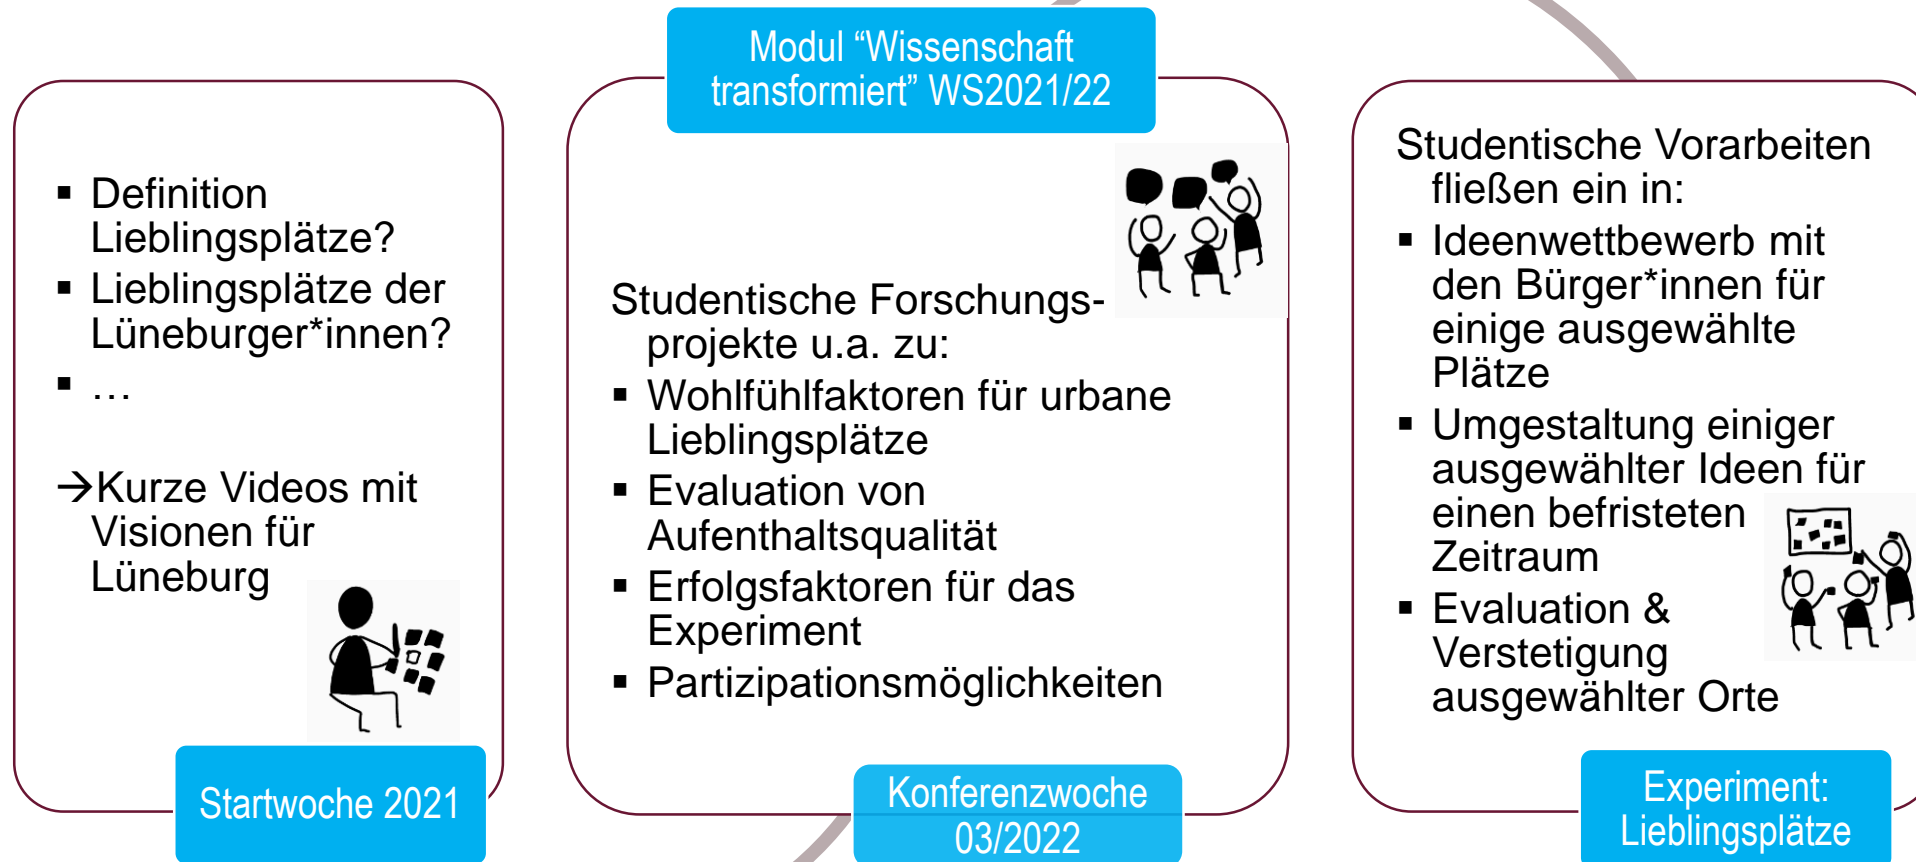 ▪ Definition
Lieblingsplätze?
▪ Lieblingsplätze der
Lüneburger*innen?
▪ …
→Kurze Videos mit
Visionen für
Lüneburg
Startwoche 2021
Modul “Wissenschaft
transformiert” WS2021/22
Studentische Forschungs-
projekte u.a. zu:
▪ Wohlfühlfaktoren für urbane
Lieblingsplätze
▪ Evaluation von
Aufenthaltsqualität
▪ Erfolgsfaktoren für das
Experiment
▪ Partizipationsmöglichkeiten
Konferenzwoche
03/2022
Studentische Vorarbeiten
fließen ein in:
▪ Ideenwettbewerb mit
den Bürger*innen für
einige ausgewählte
Plätze
▪ Umgestaltung einiger
ausgewählter Ideen für
einen befristeten
Zeitraum
▪ Evaluation &
Verstetigung
ausgewählter Orte
Experiment:
Lieblingsplätze